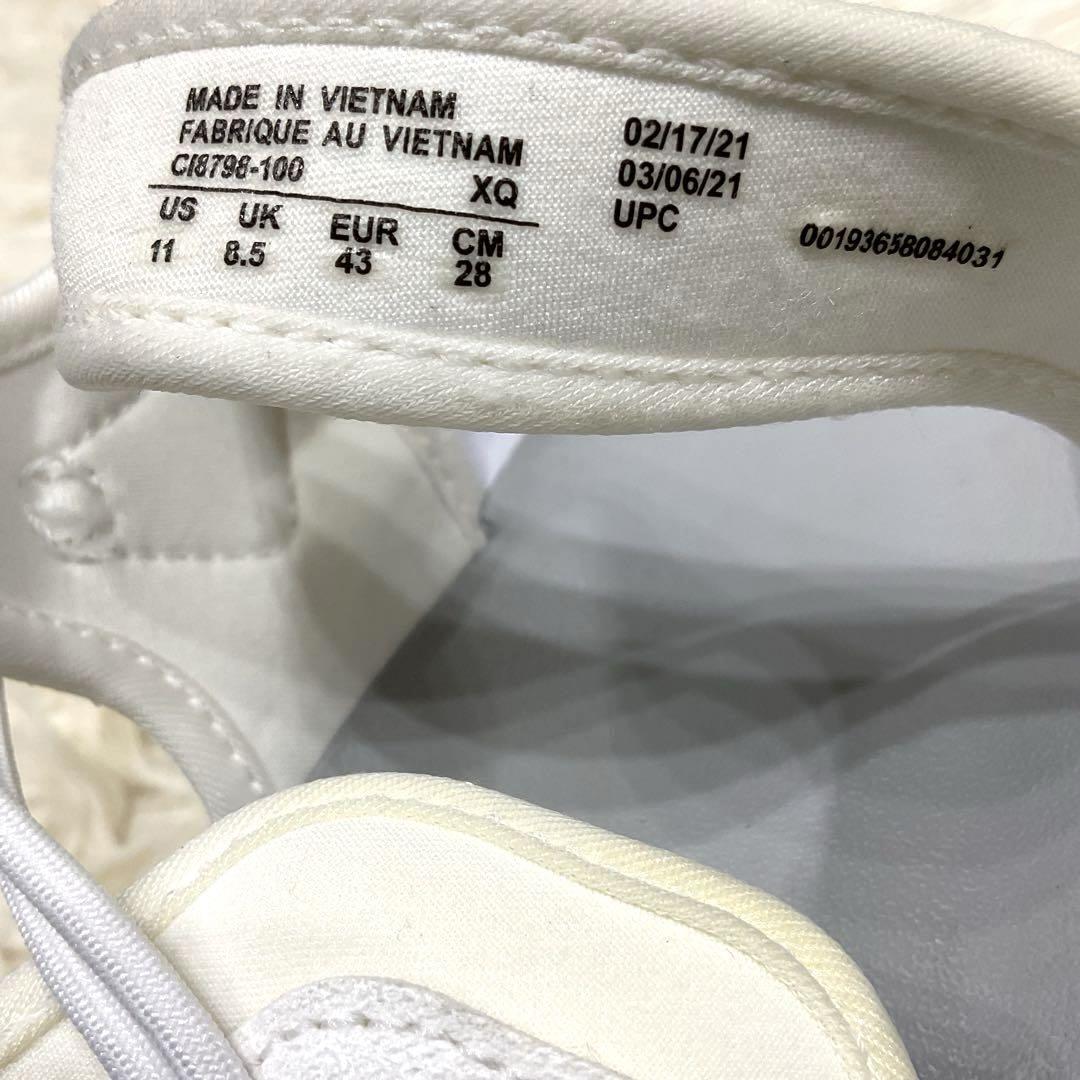 MADE IN VIETNAM
FABRIQUE AU VIETNAM
CI8798-100 XQ
US UK EUR CM
11 8.5 43 28
02/17/21
03/06/21
UPC 00193658084031